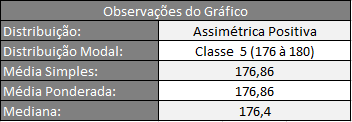 Observações do Gráfico
Distribuição: Assimétrica Positiva
Distribuição Modal: Classe 5 (176 à 180)
Média Simples: 176,86
Média Ponderada: 176,86
Mediana: 176,4